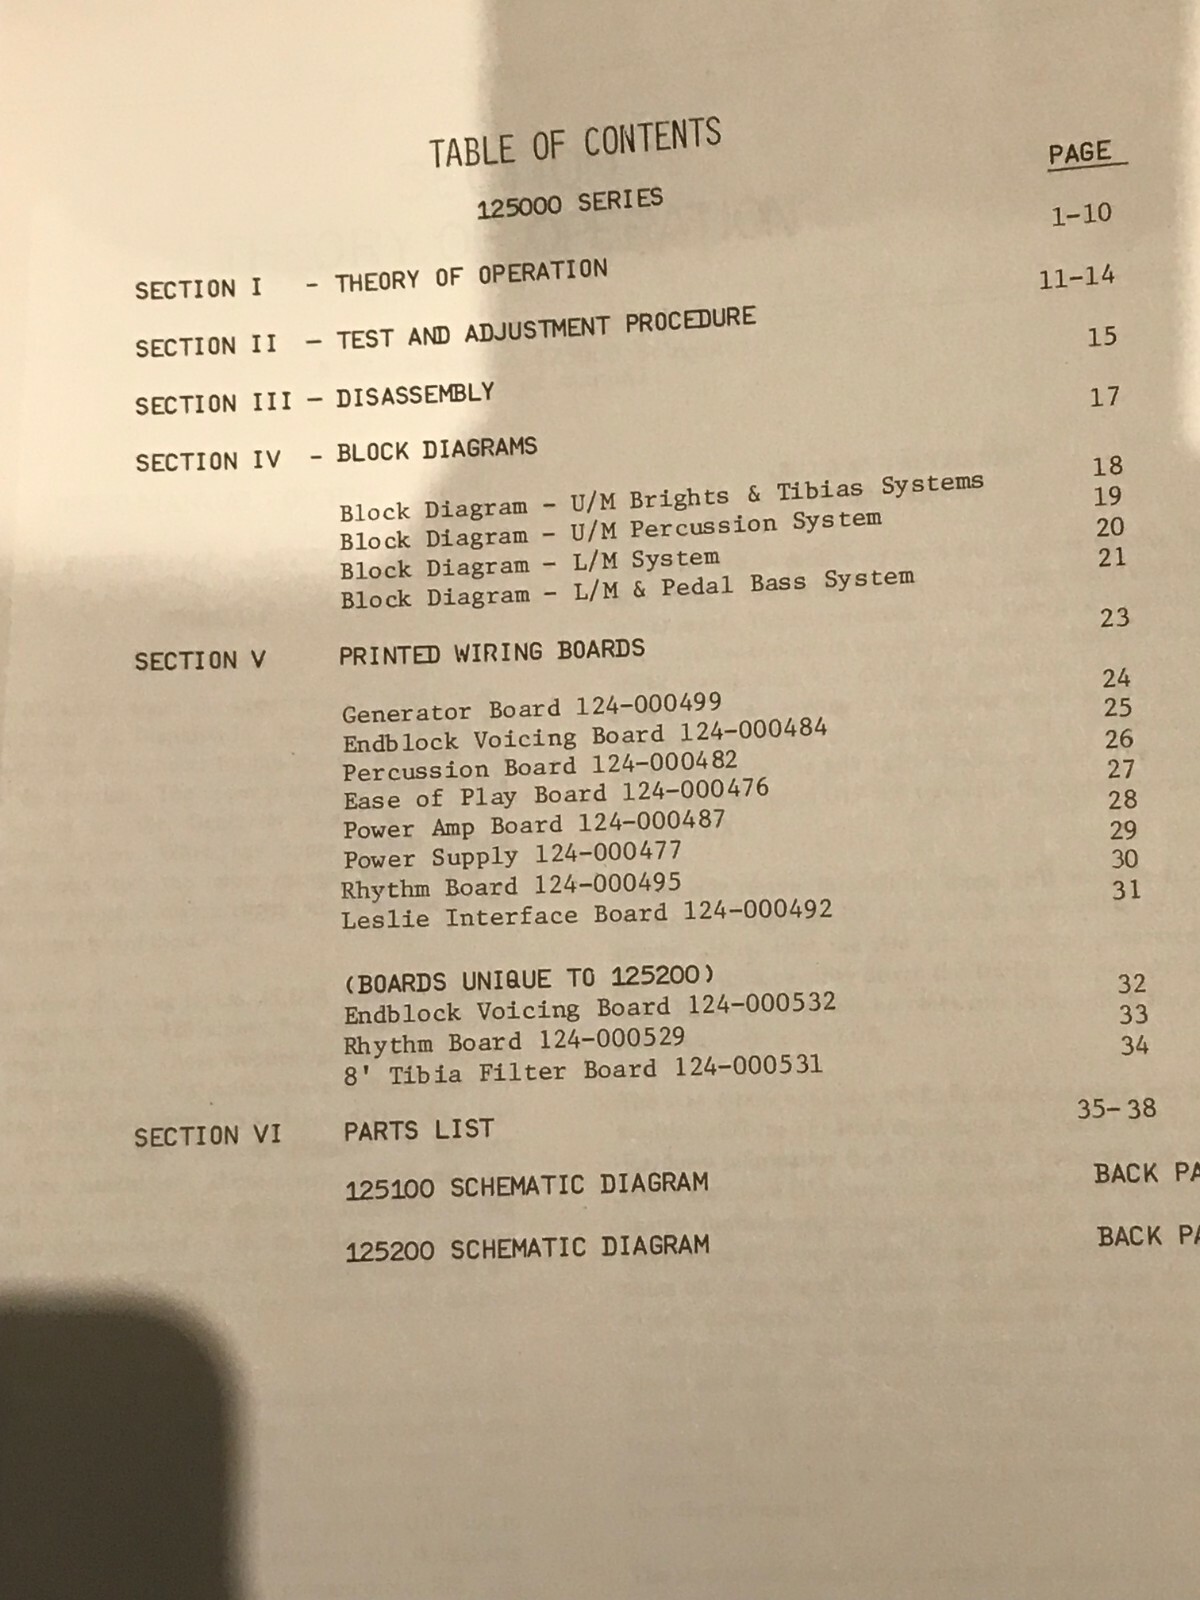 TABLE OF CONTENTS
PAGE
125000 SERIES
SECTION I - THEORY OF OPERATION 1-10
SECTION II - TEST AND ADJUSTMENT PROCEDURE 11-14
SECTION III - DISASSEMBLY 15
SECTION IV - BLOCK DIAGRAMS 17
Block Diagram - U/M Brights & Tibias Systems 18
Block Diagram - U/M Percussion System 19
Block Diagram - L/M System 20
Block Diagram - L/M & Pedal Bass System 21
SECTION V PRINTED WIRING BOARDS 23
Generator Board 124-000499 24
Endblock Voicing Board 124-000484 25
Percussion Board 124-000482 26
Ease of Play Board 124-000476 27
Power Amp Board 124-000487 28
Power Supply 124-000477 29
Rhythm Board 124-000495 30
Leslie Interface Board 124-000492 31
(BOARDS UNIQUE TO 125200)
Endblock Voicing Board 124-000532 32
Rhythm Board 124-000529 33
8' Tibia Filter Board 124-000531 34
SECTION VI PARTS LIST 35-38
125100 SCHEMATIC DIAGRAM BACK PA
125200 SCHEMATIC DIAGRAM BACK PA